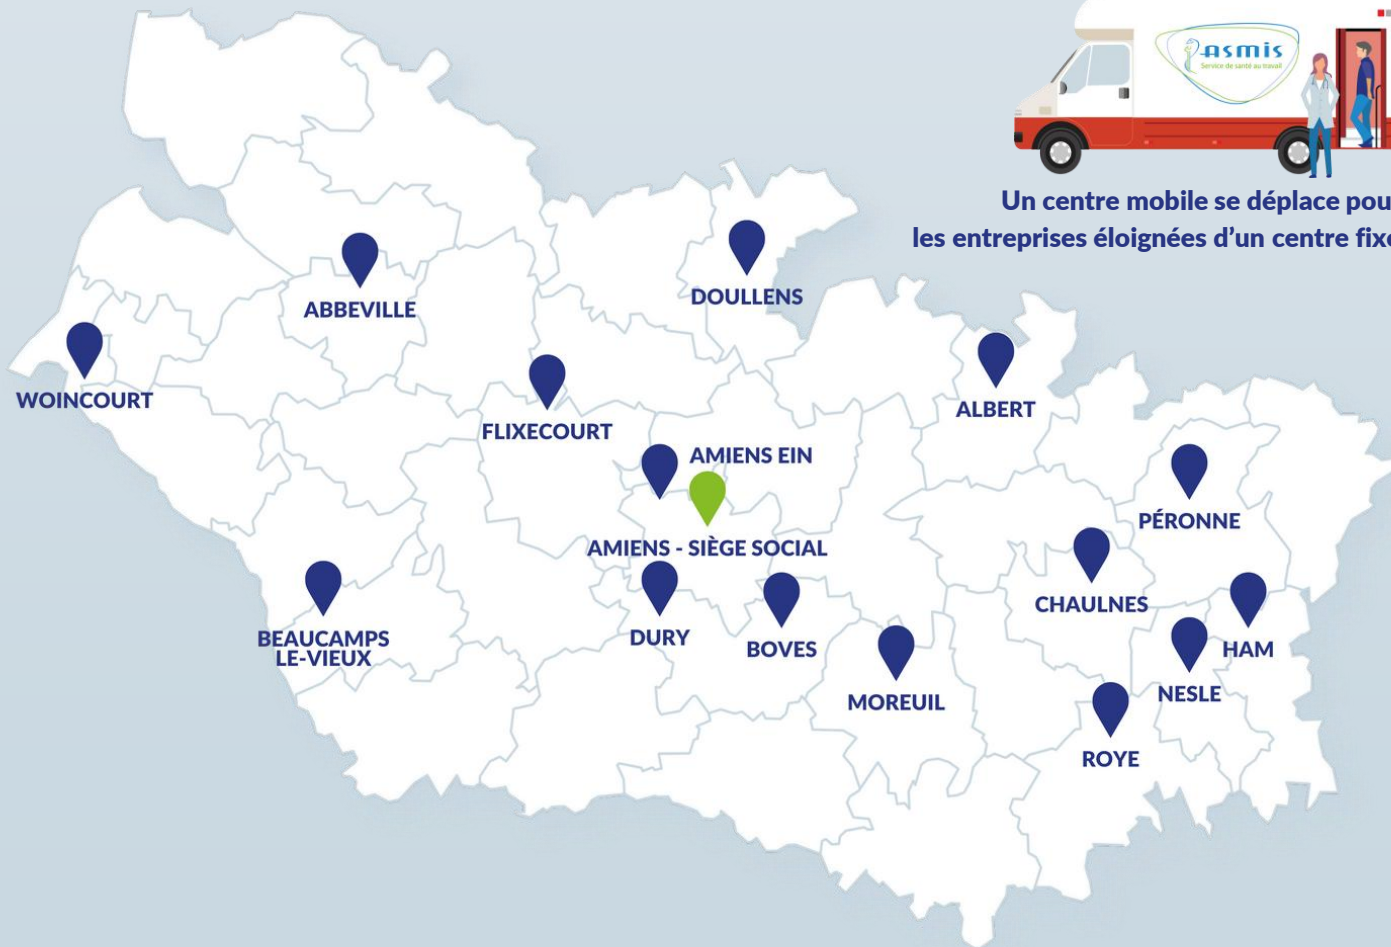 asmis
Service de santé au travail
Un centre mobile se déplace pou
les entreprises éloignées d'un centre fixe
DOULLENS
ABBEVILLE
WOINCOURT
ALBERT
FLIXECOURT
AMIENS EIN
PÉRONNE
AMIENS - SIÈGE SOCIAL
CHAULNES
BEAUCAMPS
LE-VIEUX
DURY
BOVES
HAM
NESLE
MOREUIL
ROYE